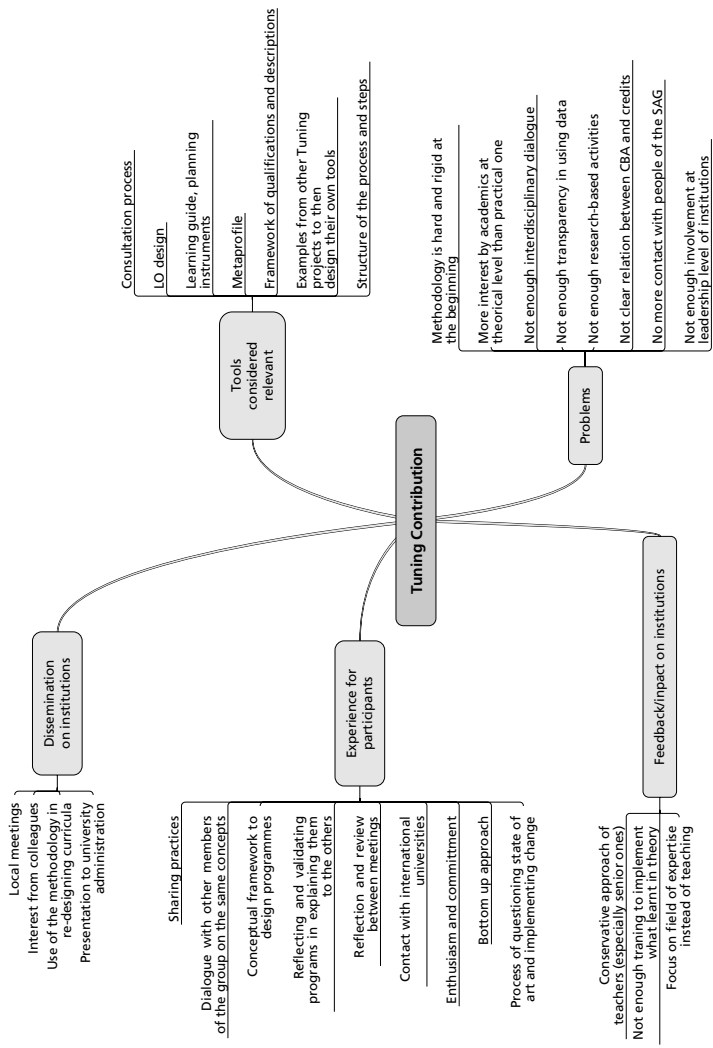 Tuning Contribution
Dissemination
on institutions
Local meetings
Interest from colleagues
Use of the methodology in
re-designing curricula
Presentation to university
administration
Experience for
participants
Sharing practices
Dialogue with other members
of the group on the same concepts
Conceptual framework to
design programmes
Reflecting and validating
programs in explaining them
to the others
Reflection and review
between meetings
Contact with international
universities
Enthusiasm and committment
Bottom up approach
Process of questioning state of
art and implementing change
Feedback/inpact on institutions
Conservative approach of
teachers (especially senior ones)
Not enough traning to implement
what learnt in theory
Focus on field of expertise
instead of teaching
Tools
considered
relevant
Consultation process
LO design
Learning guide, planning
instruments
Metaprofile
Framework of qualifications and descriptions
Examples from other Tuning
projects to then
design their own tools
Structure of the process and steps
Problems
Methodology is hard and rigid at
the beginning
More interest by academics at
theorical level than practical one
Not enough interdisciplinary dialogue
Not enough transparency in using data
Not enough research-based activities
Not clear relation between CBA and credits
No more contact with people of the SAG
Not enough involvement at
leadership level of institutions